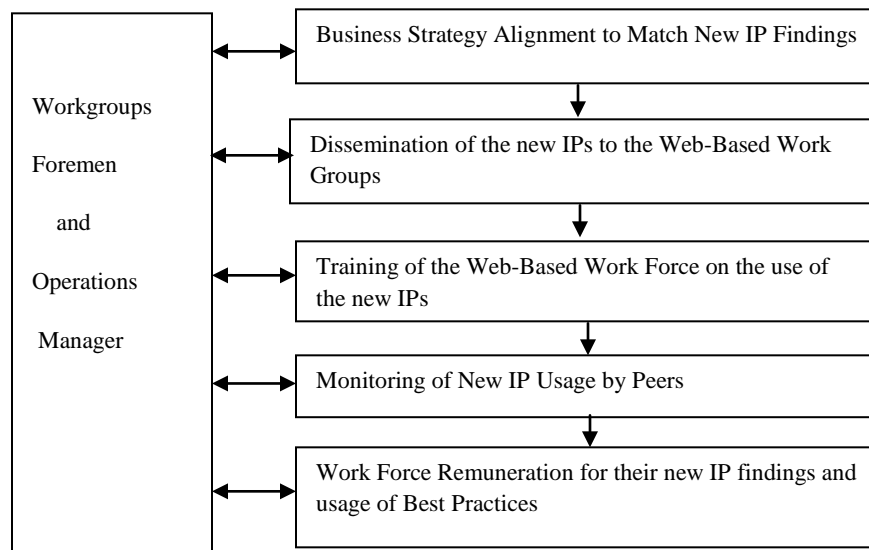 Workgroups
Foremen
and
Operations
Manager
Business Strategy Alignment to Match New IP Findings
Dissemination of the new IPs to the Web-Based Work
Groups
Training of the Web-Based Work Force on the use of
the new IPs
Monitoring of New IP Usage by Peers
Work Force Remuneration for their new IP findings and
usage of Best Practices